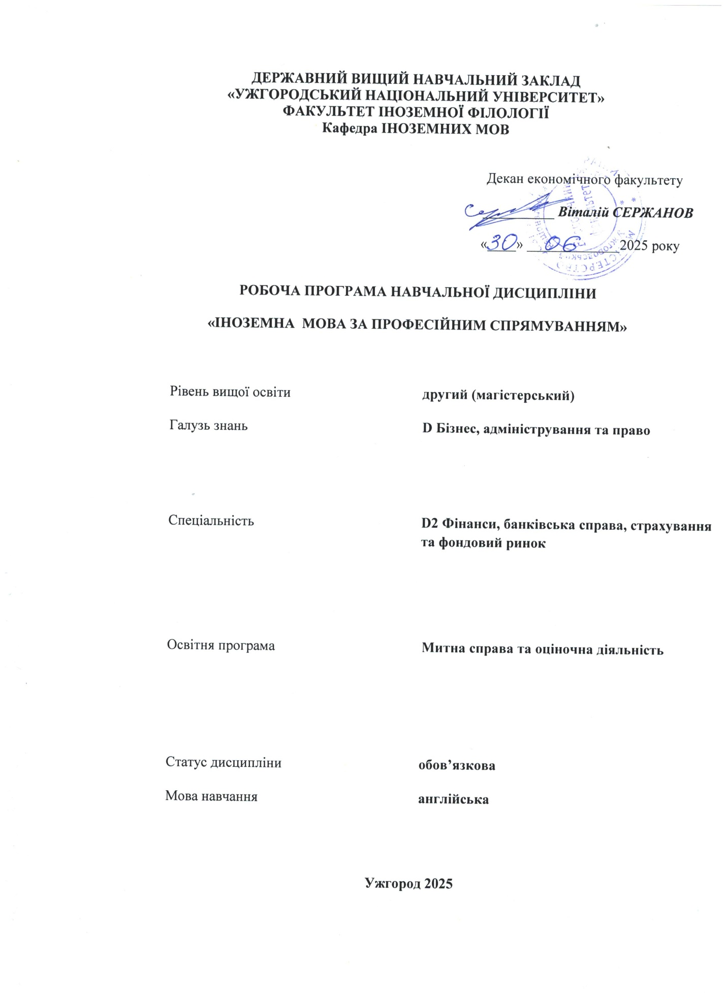 ДЕРЖАВНИЙ ВИЩИЙ НАВЧАЛЬНИЙ ЗАКЛАД
«УЖГОРОДСЬКИЙ НАЦІОНАЛЬНИЙ УНІВЕРСИТЕТ»
ФАКУЛЬТЕТ ІНОЗЕМНОЇ ФІЛОЛОГІЇ
Кафедра ІНОЗЕМНИХ МОВ
Декан економічного факультету
Віталій СЕРЖАНОВ
«30» 06 2025 року
РОБОЧА ПРОГРАМА НАВЧАЛЬНОЇ ДИСЦИПЛІНИ
«ІНОЗЕМНА МОВА ЗА ПРОФЕСІЙНИМ СПРЯМУВАННЯМ»
Рівень вищої освіти другий (магістерський)
Галузь знань D Бізнес, адміністрування та право
Спеціальність D2 Фінанси, банківська справа, страхування
та фондовий ринок
Освітня програма Митна справа та оціночна діяльність
Статус дисципліни обов’язкова
Мова навчання англійська
Ужгород 2025